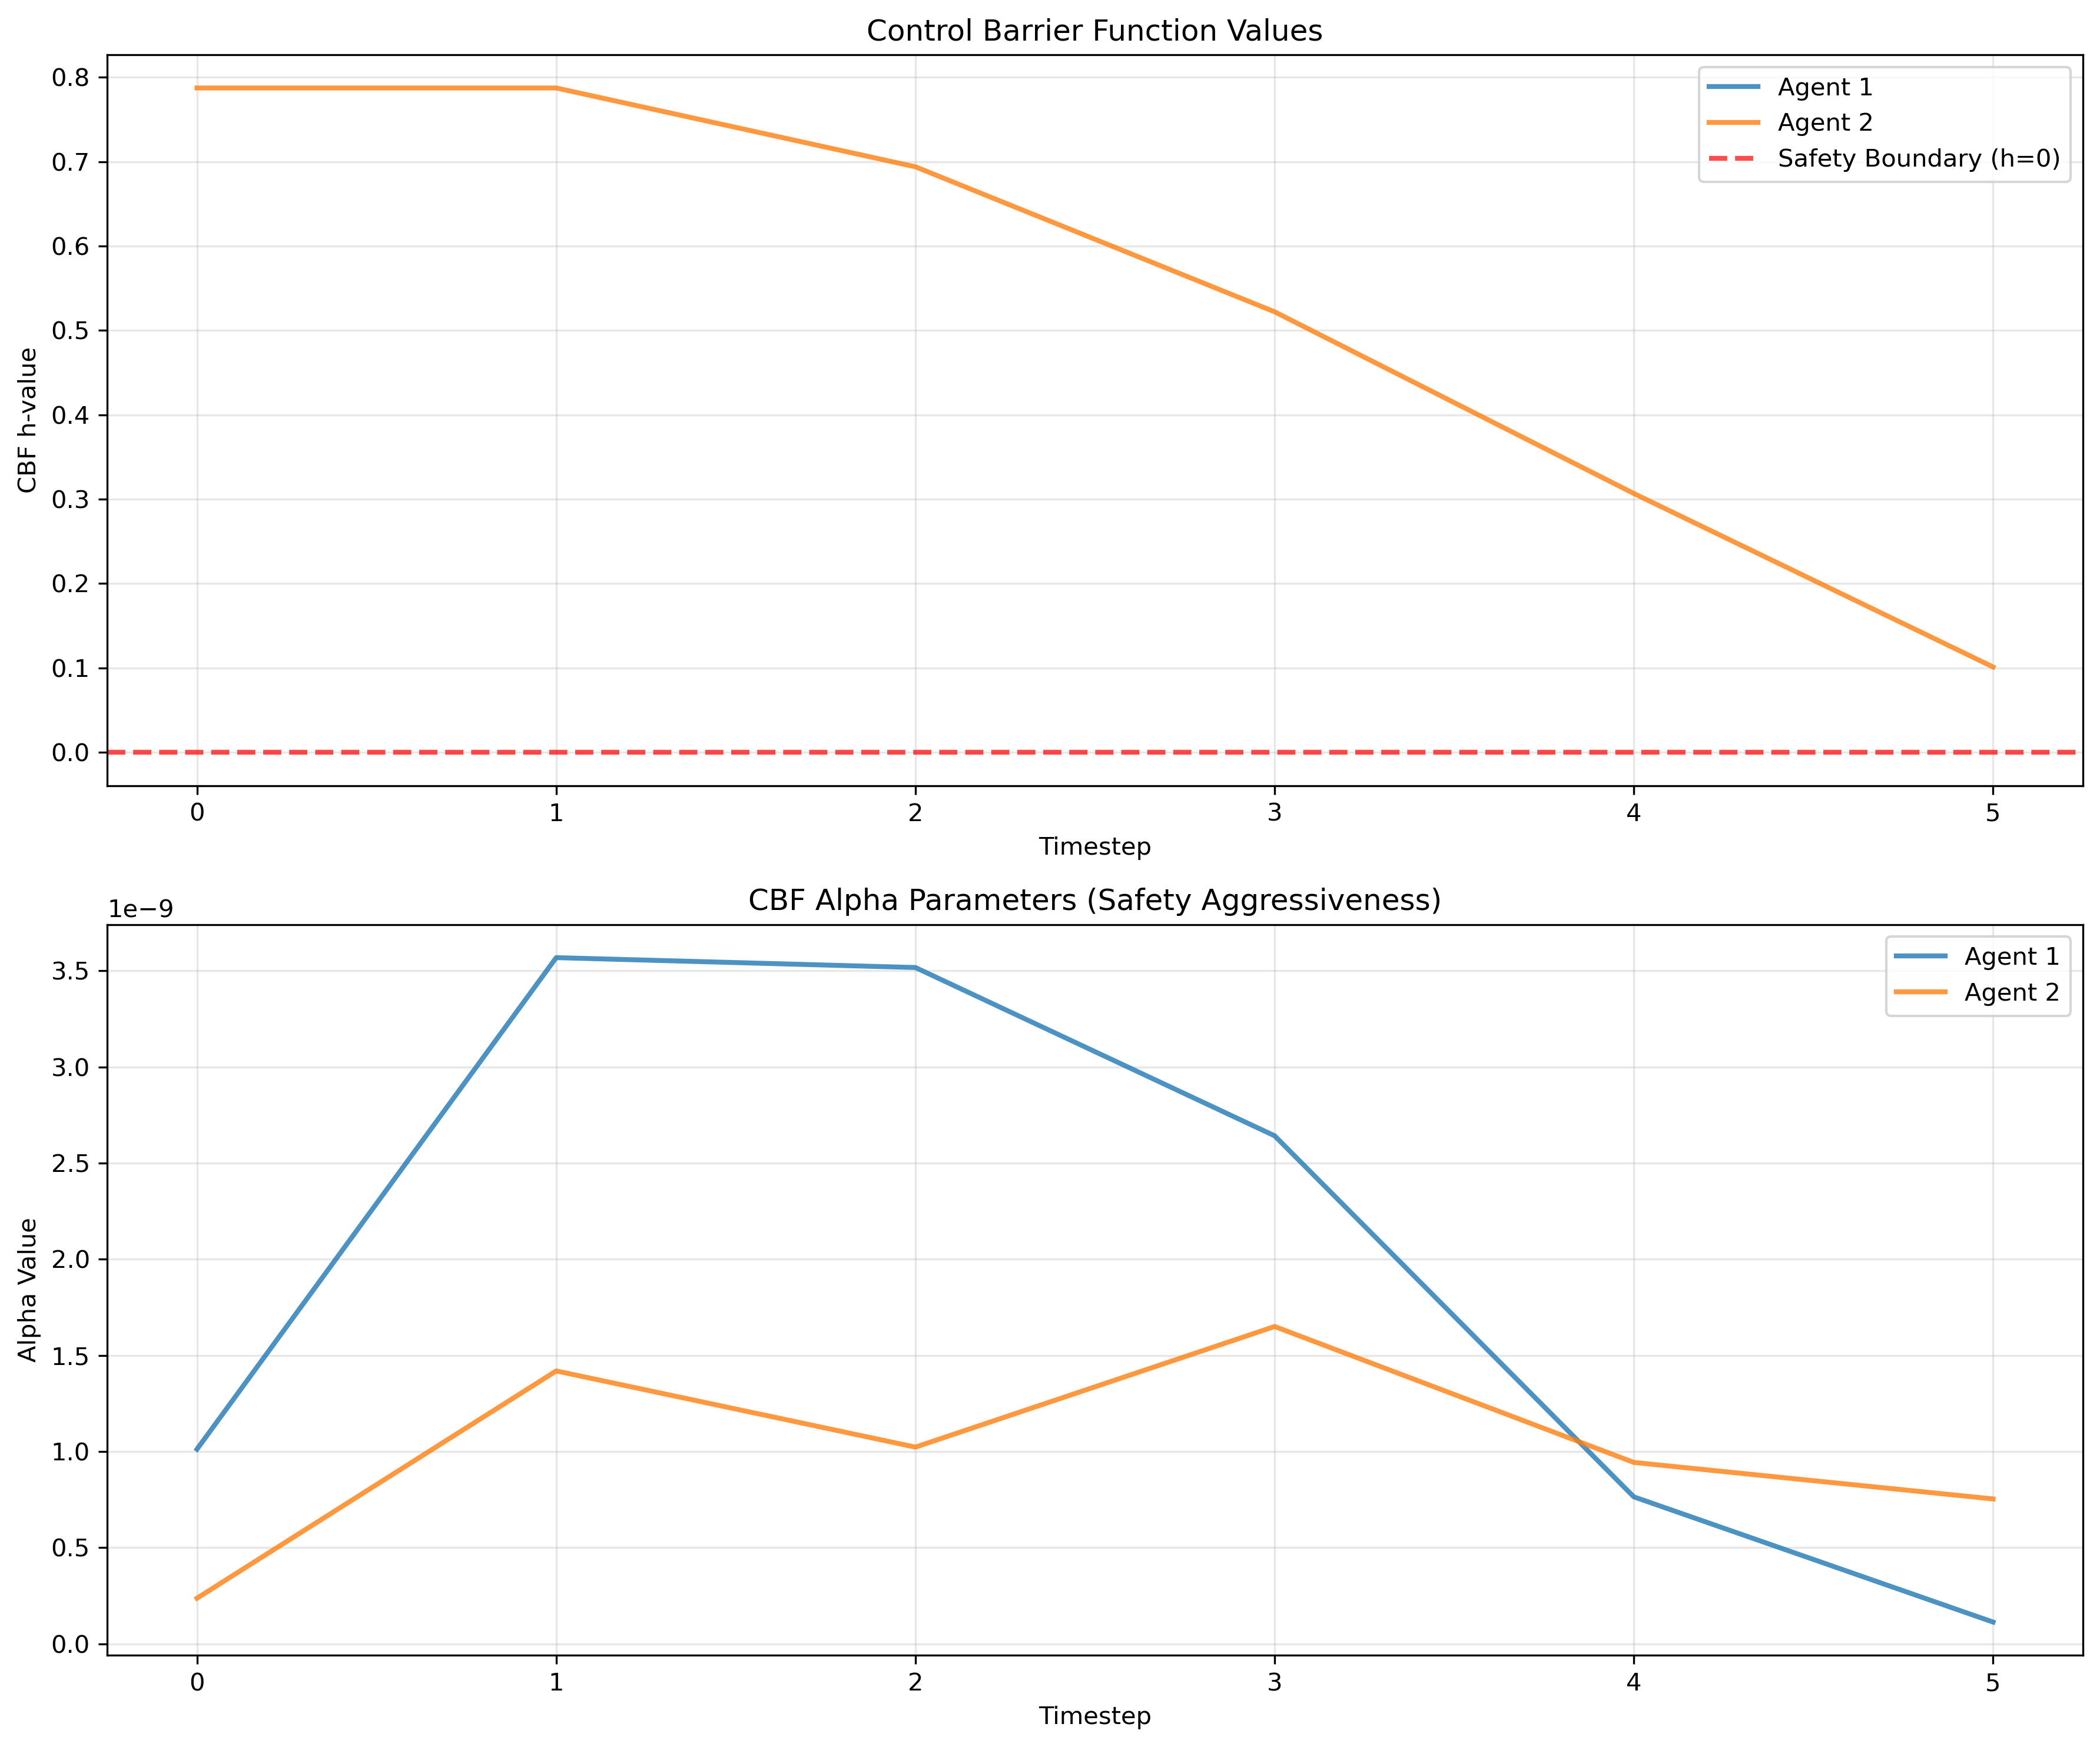 Control Barrier Function Values
0.8
0.7
0.6
0.5
0.4
0.3
0.2
0.1
0.0
CBF h-value
Agent 1
Agent 2
Safety Boundary (h=0)
0 1 2 3 4 5
Timestep
CBF Alpha Parameters (Safety Aggressiveness)
1e−9
3.5
3.0
2.5
2.0
1.5
1.0
0.5
0.0
Alpha Value
Agent 1
Agent 2
0 1 2 3 4 5
Timestep